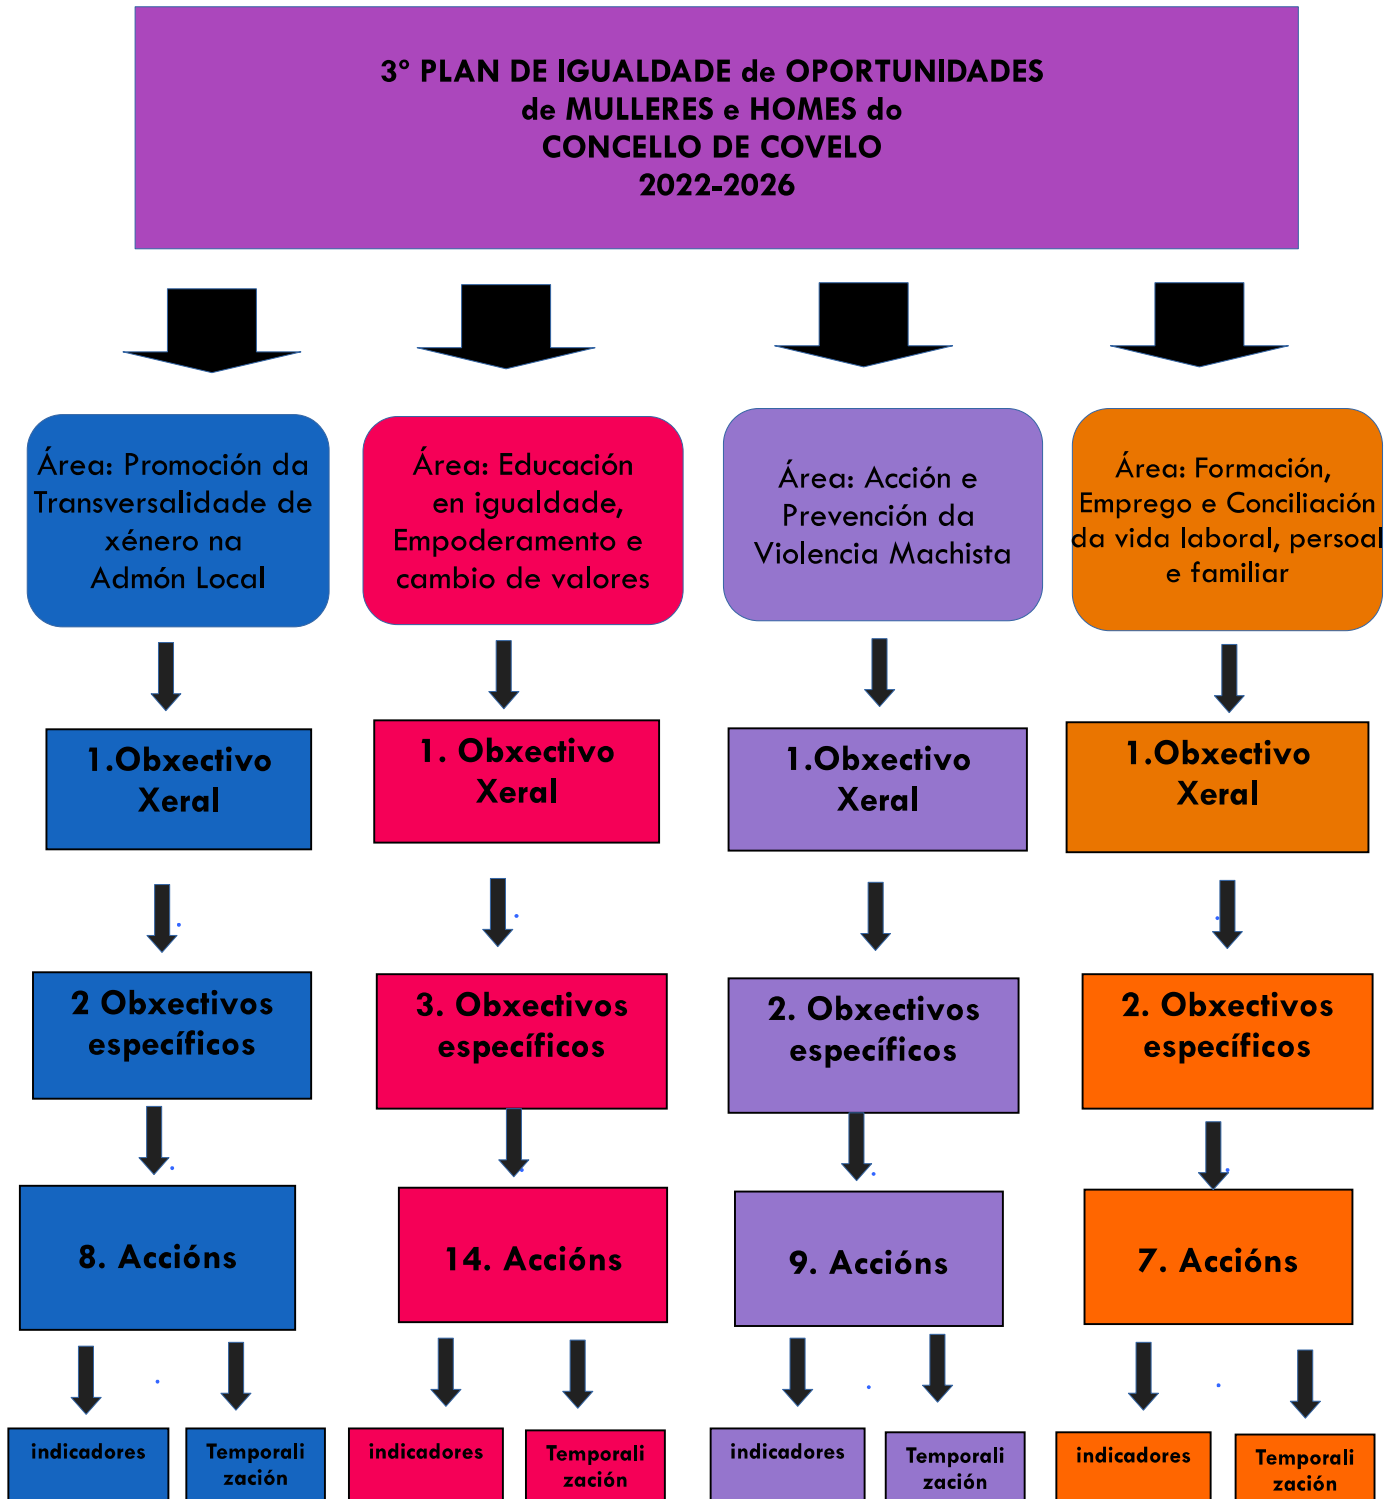 3º PLAN DE IGUALDADE de OPORTUNIDADES
de MULLERES e HOMES do
CONCELLO DE COVELO
2022-2026
Área: Promoción da
Transversalidade de
xénero na
Admón Local
Área: Educación
en igualdade,
Empoderamento e
cambio de valores
Área: Acción e
Prevención da
Violencia Machista
Área: Formación,
Emprego e Conciliación
da vida laboral, persoal
e familiar
1.Obxectivo
Xeral
1. Obxectivo
Xeral
1.Obxectivo
Xeral
1.Obxectivo
Xeral
2 Obxectivos
específicos
3. Obxectivos
específicos
2. Obxectivos
específicos
2. Obxectivos
específicos
8. Accións
14. Accións
9. Accións
7. Accións
indicadores
Temporali
zación
indicadores
Temporali
zación
indicadores
Temporali
zación
indicadores
Temporali
zación